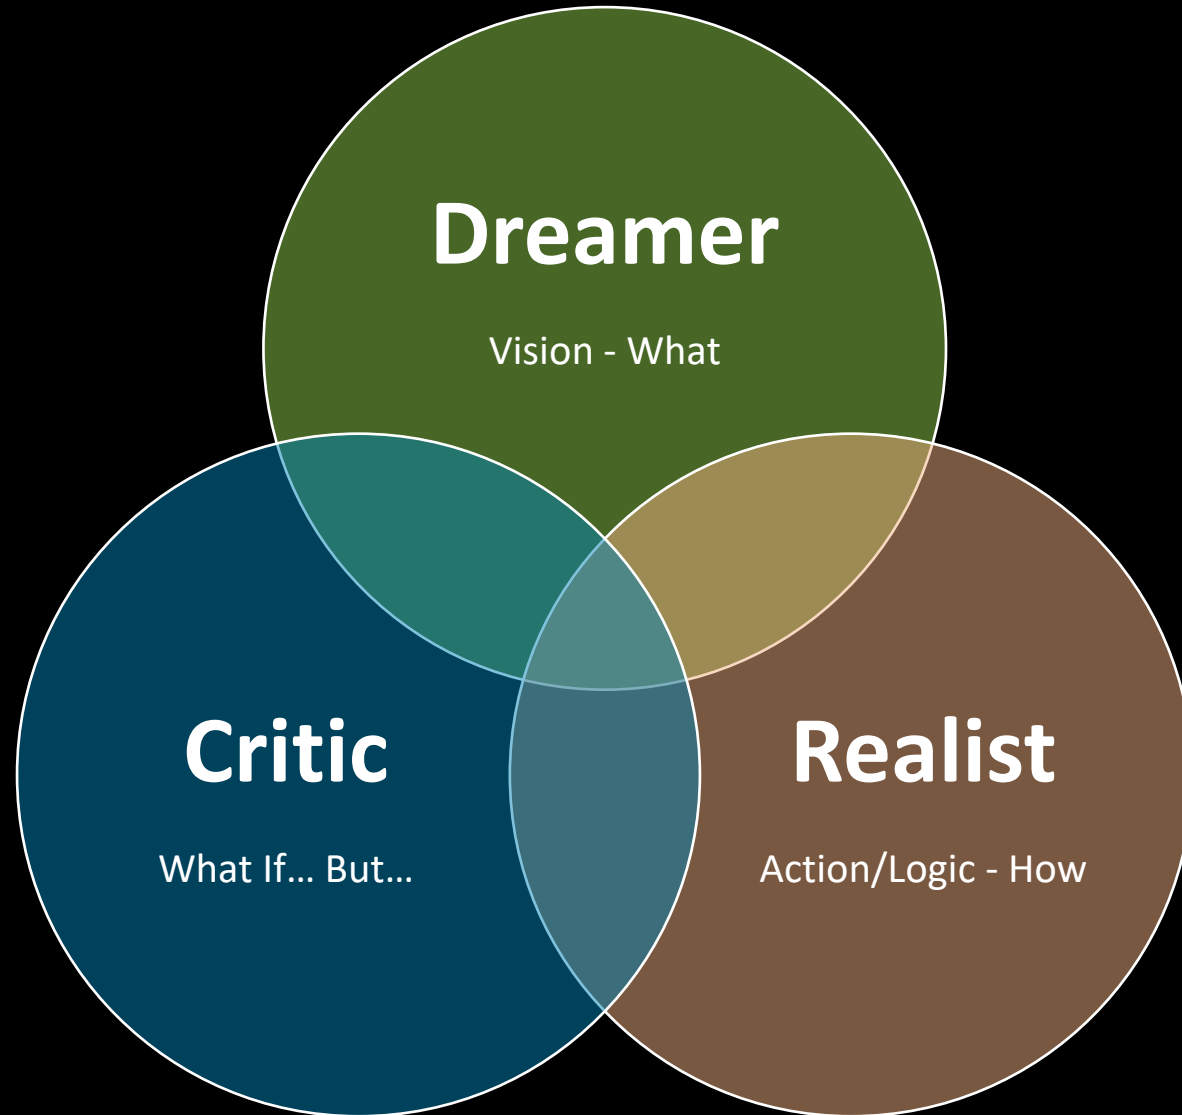 Dreamer
Vision - What
Critic
What If... But...
Realist
Action/Logic - How